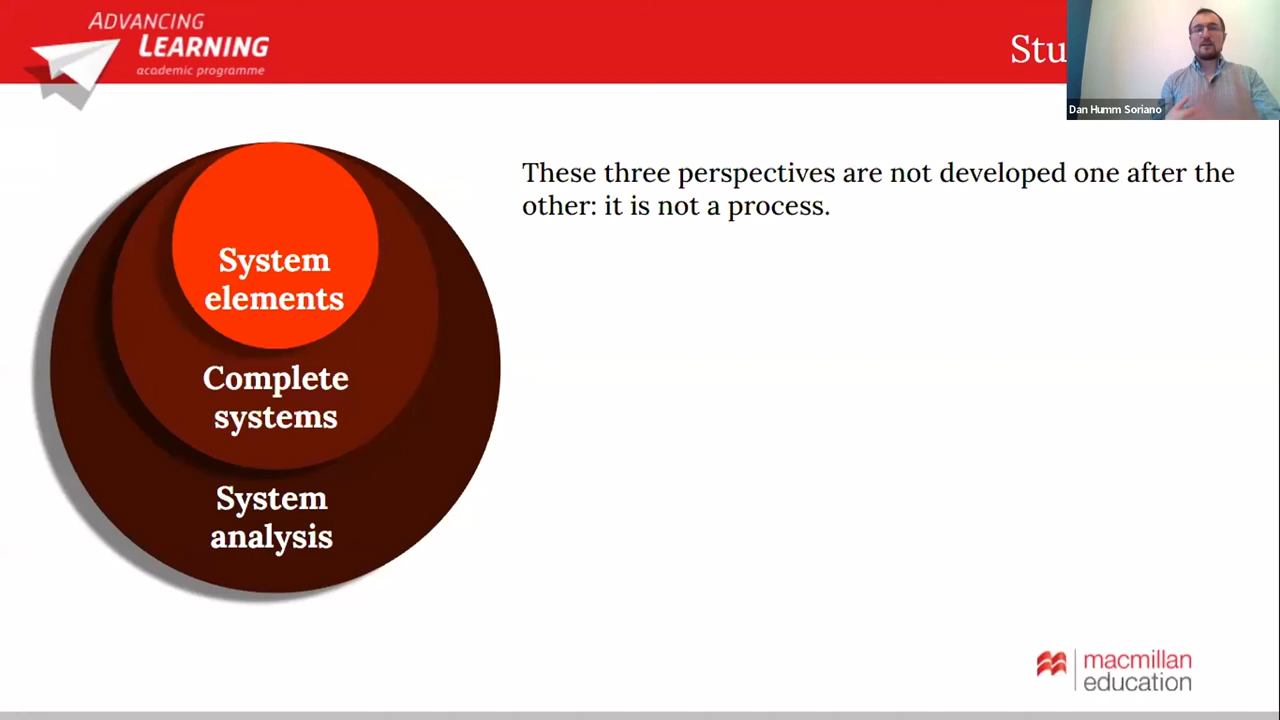 ADVANCING
LEARNING
academic programme
Dan Humm Soriano
These three perspectives are not developed one after the
other: it is not a process.
System
elements
Complete
systems
System
analysis
macmillan
education